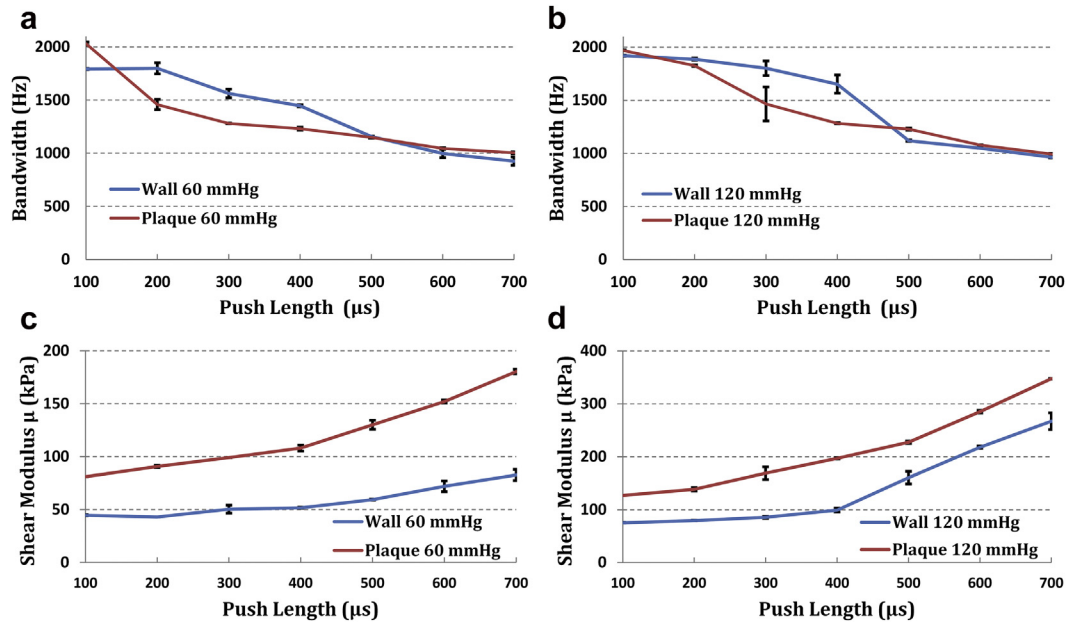 a
Bandwidth (Hz)
2000
1500
1000
500
0
Wall 60 mmHg
Plaque 60 mmHg
100 200 300 400 500 600 700
Push Length (μs)
b
Bandwidth (Hz)
2000
1500
1000
500
0
Wall 120 mmHg
Plaque 120 mmHg
100 200 300 400 500 600 700
Push Length (μs)
c
Shear Modulus μ (kPa)
200
150
100
50
0
Wall 60 mmHg
Plaque 60 mmHg
100 200 300 400 500 600 700
Push Length (μs)
d
Shear Modulus μ (kPa)
400
300
200
100
0
Wall 120 mmHg
Plaque 120 mmHg
100 200 300 400 500 600 700
Push Length (μs)